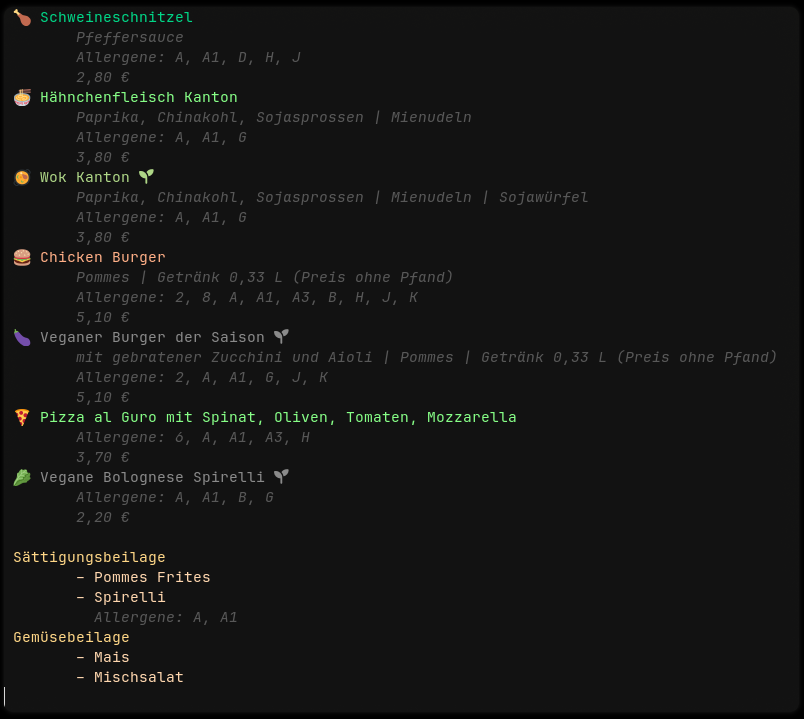 Schweineschnitzel
Pfeffersauce
Allergene: A, A1, D, H, J
2,80 €
Hähnchenfleisch Kanton
Paprika, Chinakohl, Sojasprossen | Mienudeln
Allergene: A, A1, G
3,80 €
Wok Kanton
Paprika, Chinakohl, Sojasprossen | Mienudeln | Sojawürfel
Allergene: A, A1, G
3,80 €
Chicken Burger
Pommes | Getränk 0,33 L (Preis ohne Pfand)
Allergene: 2, 8, A, A1, A3, B, H, J, K
5,10 €
Veganer Burger der Saison
mit gebratener Zucchini und Aioli | Pommes | Getränk 0,33 L (Preis ohne Pfand)
Allergene: 2, A, A1, G, J, K
5,10 €
Pizza al Guro mit Spinat, Oliven, Tomaten, Mozzarella
Allergene: 6, A, A1, A3, H
3,70 €
Vegane Bolognese Spirelli
Allergene: A, A1, B, G
2,20 €
Sättigungsbeilage
– Pommes Frites
– Spirelli
Allergene: A, A1
Gemüsebeilage
– Mais
– Mischsalat